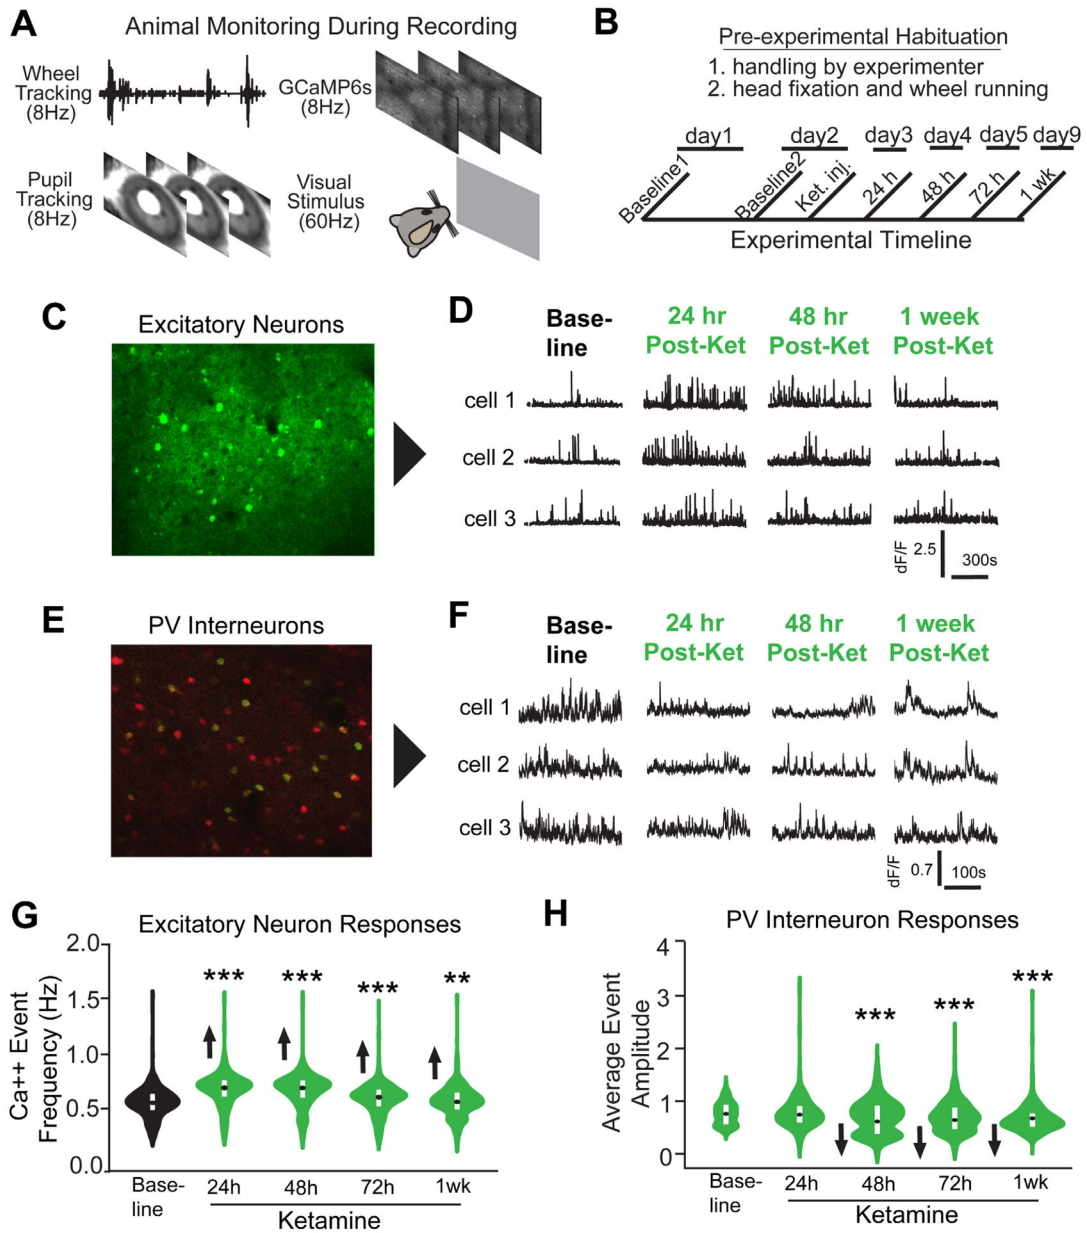 A
Animal Monitoring During Recording
Wheel
Tracking
(8Hz)
GCaMP6s
(8Hz)
Pupil
Tracking
(8Hz)
Visual
Stimulus
(60Hz)
B
Pre-experimental Habituation
1. handling by experimenter
2. head fixation and wheel running
day1 day2 day3 day4 day5 day9
Baseline1 Baseline2 Ket. inj. 24 h 48 h 72 h 1 wk
Experimental Timeline
C
Excitatory Neurons
D
Base-
line
24 hr
Post-Ket
48 hr
Post-Ket
1 week
Post-Ket
cell 1
cell 2
cell 3
dF/F 2.5
300s
E
PV Interneurons
F
Base-
line
24 hr
Post-Ket
48 hr
Post-Ket
1 week
Post-Ket
cell 1
cell 2
cell 3
dF/F 0.7
100s
G
Excitatory Neuron Responses
Ca++ Event
Frequency (Hz)
2.0
1.5
1.0
0.5
0.0
*** *** *** **
Base-
line
24h 48h 72h 1wk
Ketamine
H
PV Interneuron Responses
Average Event
Amplitude
4
3
2
1
0
*** *** ***
Base-
line
24h 48h 72h 1wk
Ketamine